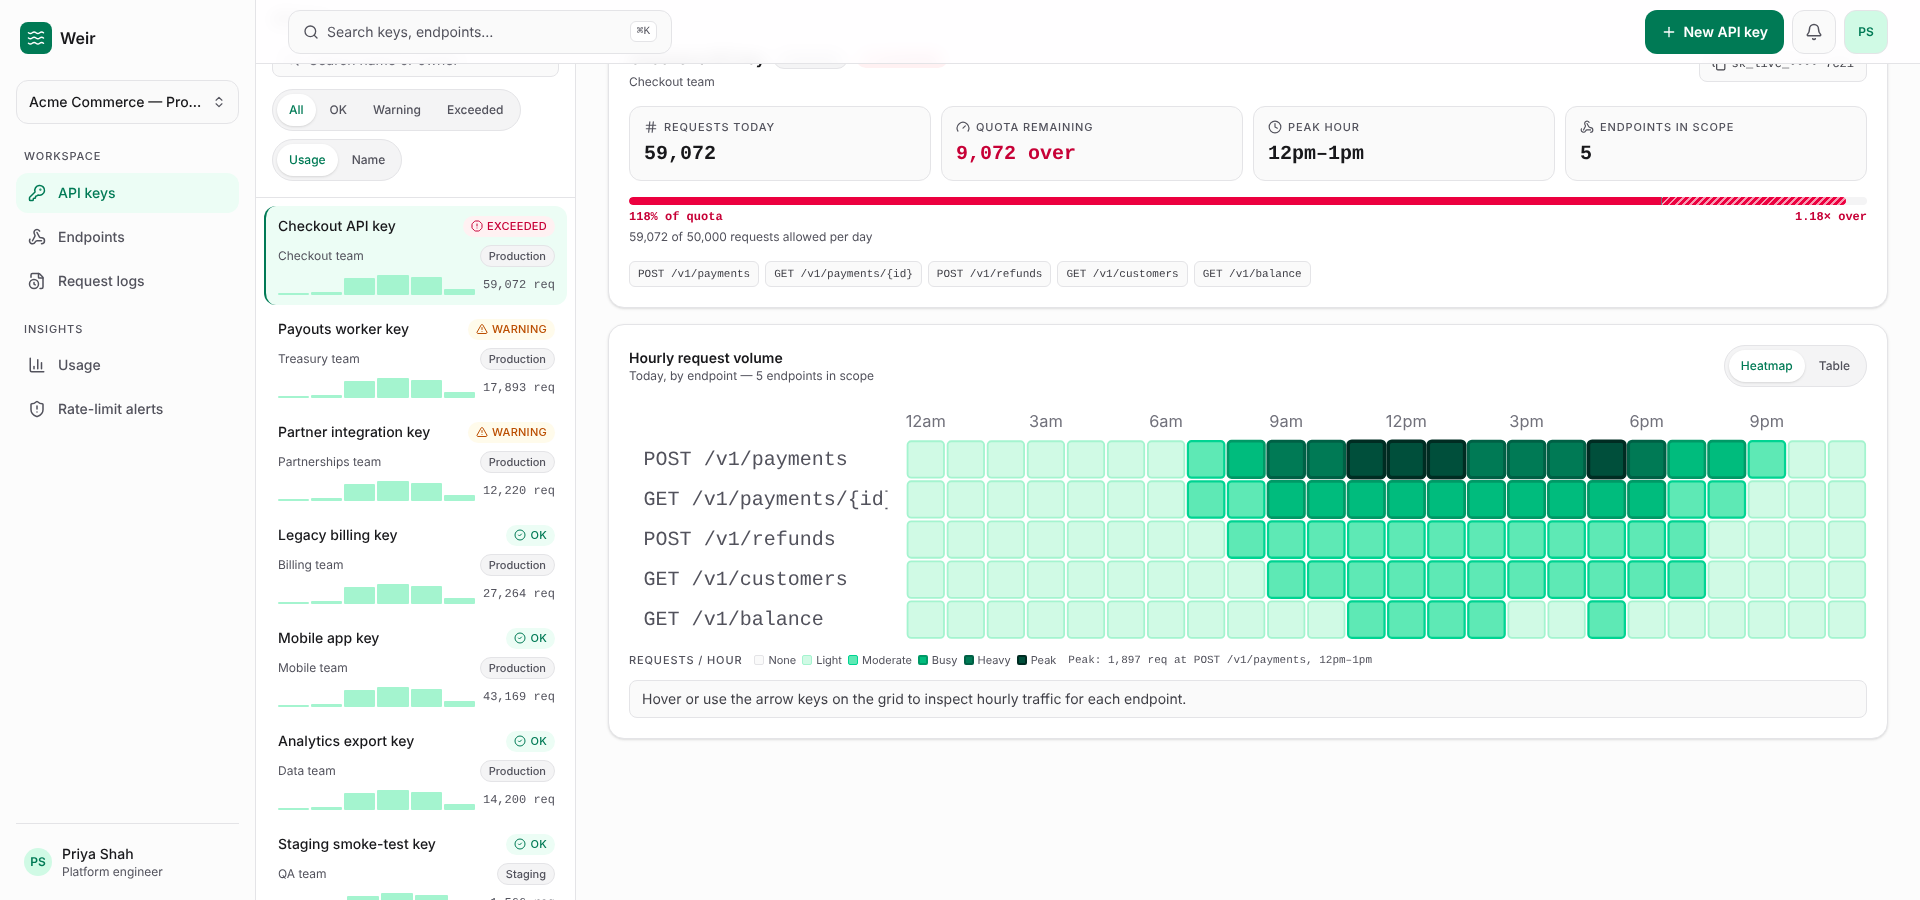 Weir
Search keys, endpoints...
⌘K
New API key
PS
Acme Commerce — Pro...
WORKSPACE
API keys
Endpoints
Request logs
INSIGHTS
Usage
Rate-limit alerts
PS
Priya Shah
Platform engineer
All
OK
Warning
Exceeded
Usage
Name
Checkout API key
EXCEEDED
Checkout team
Production
59,072 req
Payouts worker key
WARNING
Treasury team
Production
17,893 req
Partner integration key
WARNING
Partnerships team
Production
12,220 req
Legacy billing key
OK
Billing team
Production
27,264 req
Mobile app key
OK
Mobile team
Production
43,169 req
Analytics export key
OK
Data team
Production
14,200 req
Staging smoke-test key
OK
QA team
Staging
Checkout team
REQUESTS TODAY
59,072
QUOTA REMAINING
9,072 over
PEAK HOUR
12pm–1pm
ENDPOINTS IN SCOPE
5
118% of quota
1.18× over
59,072 of 50,000 requests allowed per day
POST /v1/payments
GET /v1/payments/{id}
POST /v1/refunds
GET /v1/customers
GET /v1/balance
Hourly request volume
Today, by endpoint — 5 endpoints in scope
Heatmap
Table
12am 3am 6am 9am 12pm 3pm 6pm 9pm
POST /v1/payments
GET /v1/payments/{id}
POST /v1/refunds
GET /v1/customers
GET /v1/balance
REQUESTS / HOUR
None Light Moderate Busy Heavy Peak
Peak: 1,897 req at POST /v1/payments, 12pm–1pm
Hover or use the arrow keys on the grid to inspect hourly traffic for each endpoint.